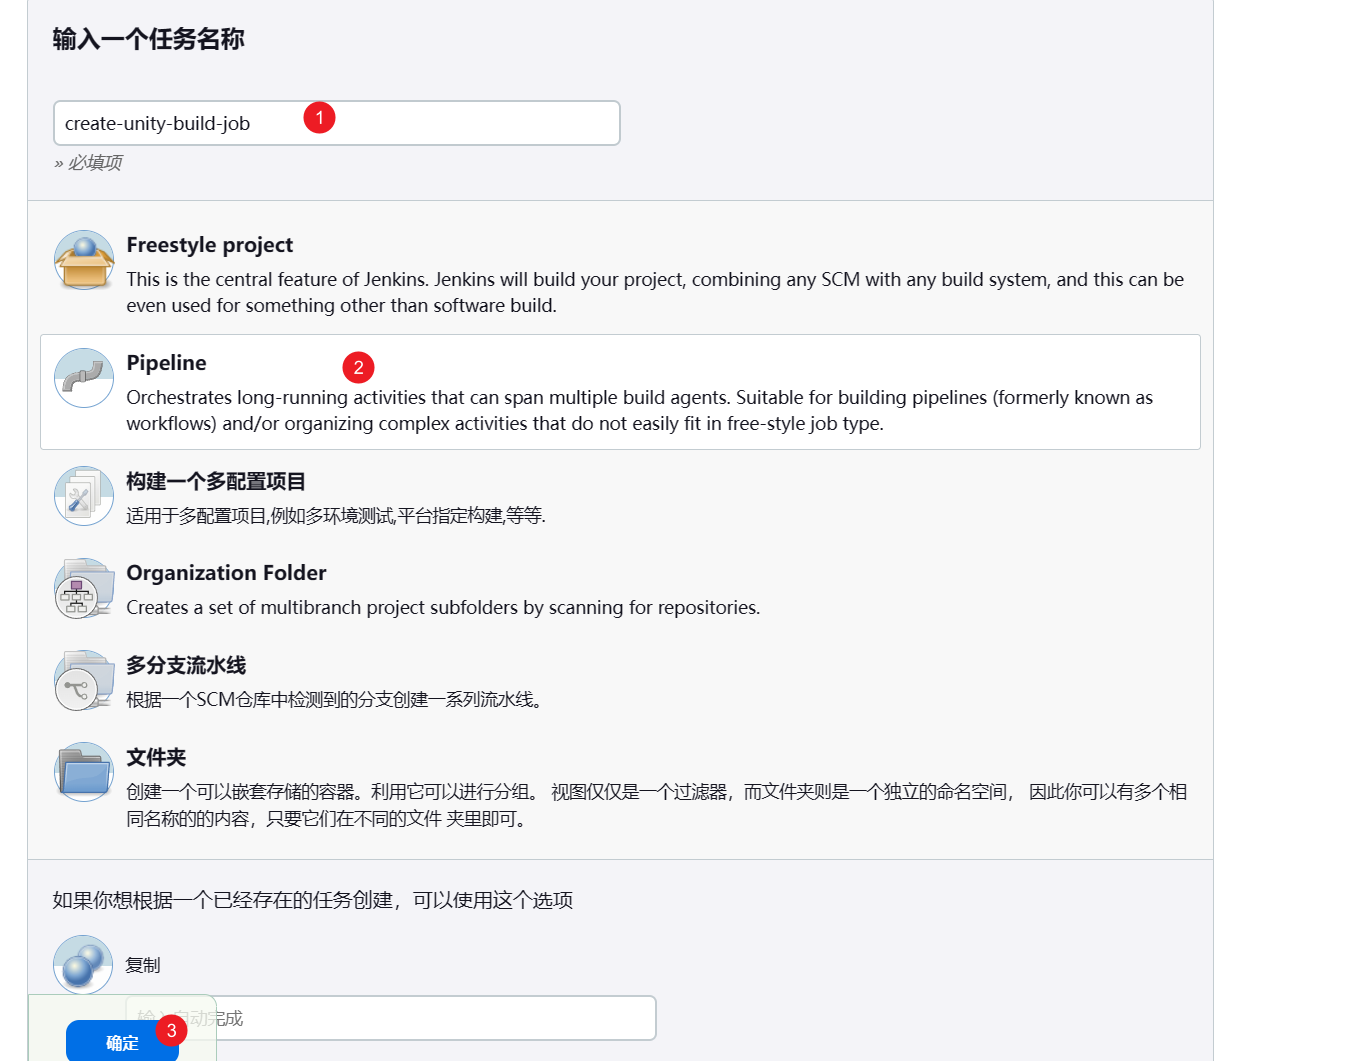 输入一个任务名称
create-unity-build-job
1
» 必填项
Freestyle project
This is the central feature of Jenkins. Jenkins will build your project, combining any SCM with any build system, and this can be
even used for something other than software build.
Pipeline
2
Orchestrates long-running activities that can span multiple build agents. Suitable for building pipelines (formerly known as
workflows) and/or organizing complex activities that do not easily fit in free-style job type.
构建一个多配置项目
适用于多配置项目,例如多环境测试,平台指定构建,等等.
Organization Folder
Creates a set of multibranch project subfolders by scanning for repositories.
多分支流水线
根据一个SCM仓库中检测到的分支创建一系列流水线。
文件夹
创建一个可以嵌套存储的容器。利用它可以进行分组。 视图仅仅是一个过滤器，而文件夹则是一个独立的命名空间， 因此你可以有多个相
同名称的的内容，只要它们在不同的文件 夹里即可。
如果你想根据一个已经存在的任务创建，可以使用这个选项
复制
输入自动完成
确定
3